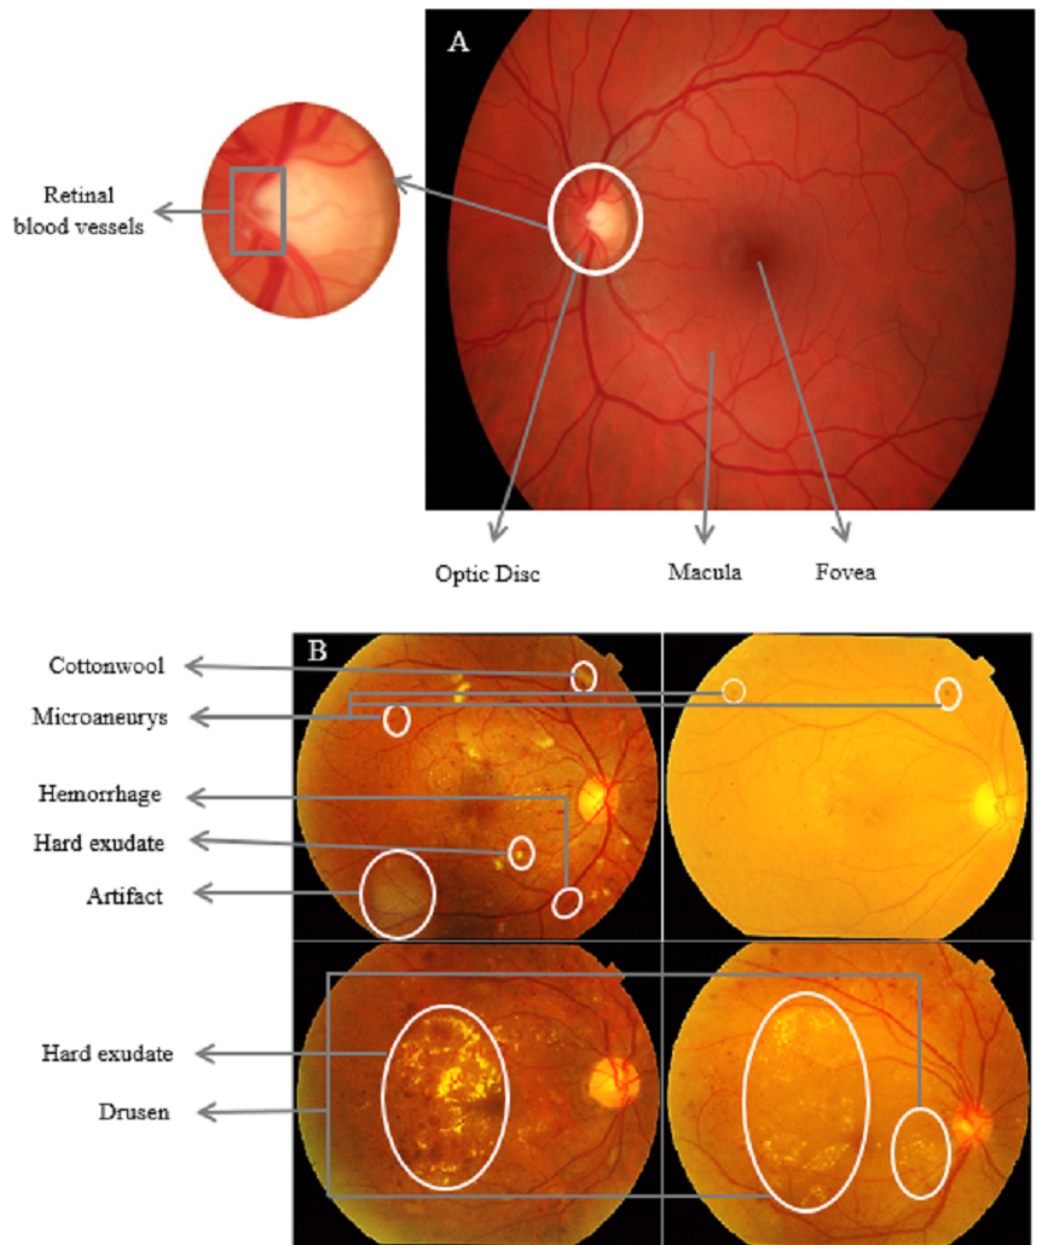 A
Retinal
blood vessels
Optic Disc
Macula
Fovea
B
Cottonwool
Microaneurys
Hemorrhage
Hard exudate
Artifact
Hard exudate
Drusen